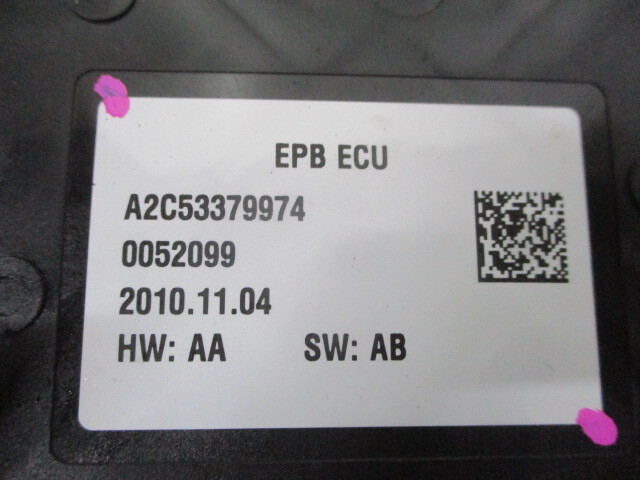 EPB ECU
A2C53379974
0052099
2010.11.04
HW: AA SW: AB